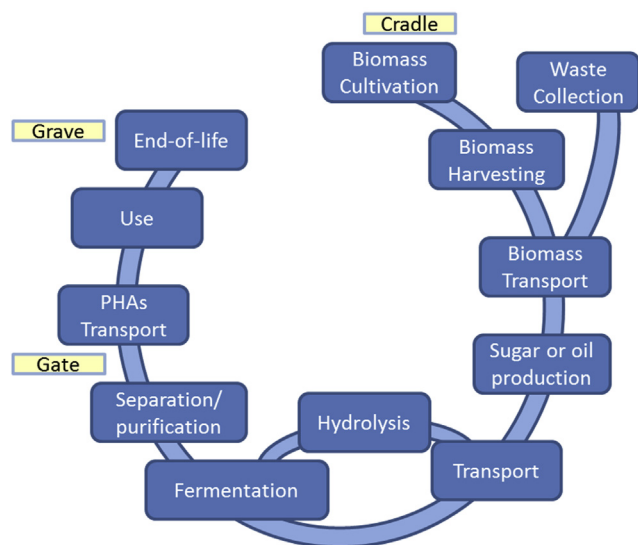 Cradle
Biomass
Cultivation
Waste
Collection
Grave
End-of-life
Biomass
Harvesting
Use
Biomass
Transport
PHAs
Transport
Gate
Sugar or oil
production
Separation/
purification
Hydrolysis
Fermentation
Transport